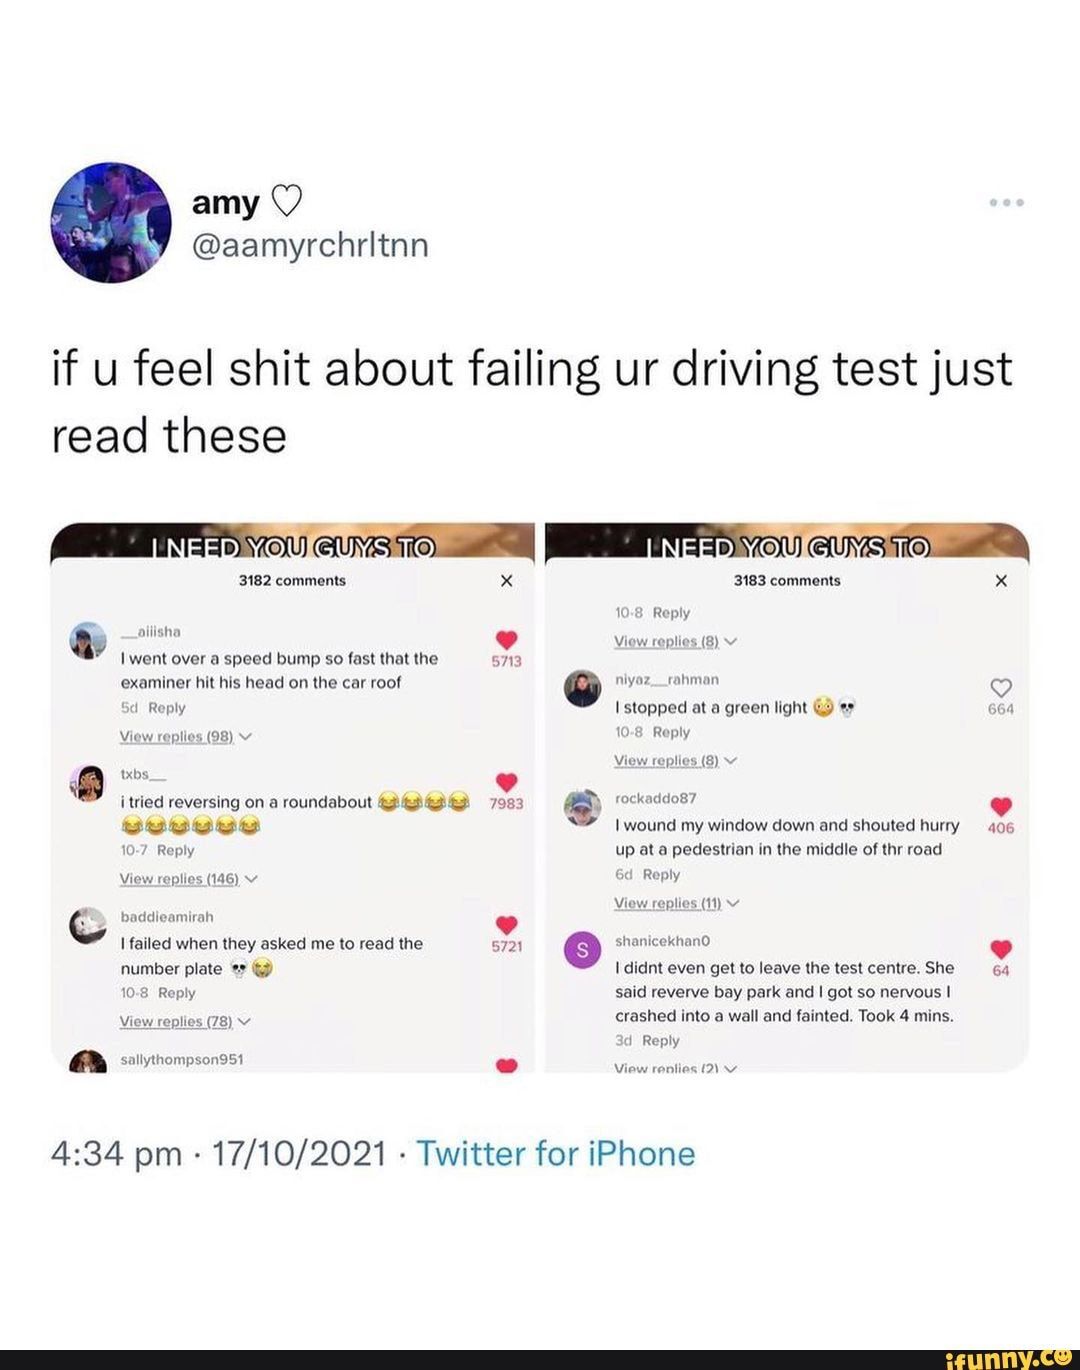 amy ♡
@aamyrchrltnn
if u feel shit about failing ur driving test just
read these
I NEED YOU GUYS TO
3182 comments
__aiiisha
I went over a speed bump so fast that the
examiner hit his head on the car roof
5713
5d Reply
View replies (98)
txbs__
i tried reversing on a roundabout 😂😂😂😂
😂😂😂😂😂😂
7983
10-7 Reply
View replies (146)
baddieamirah
I failed when they asked me to read the
number plate 💀😭
5721
10-8 Reply
View replies (78)
sallythompson951
I NEED YOU GUYS TO
3183 comments
10-8 Reply
View replies (8)
niyaz__rahman
I stopped at a green light 😳💀
664
10-8 Reply
View replies (8)
rockaddo87
I wound my window down and shouted hurry
up at a pedestrian in the middle of thr road
406
6d Reply
View replies (11)
S
shanicekhan0
I didnt even get to leave the test centre. She
said reverve bay park and I got so nervous I
crashed into a wall and fainted. Took 4 mins.
64
3d Reply
View replies (2)
4:34 pm · 17/10/2021 · Twitter for iPhone
ifunny.co